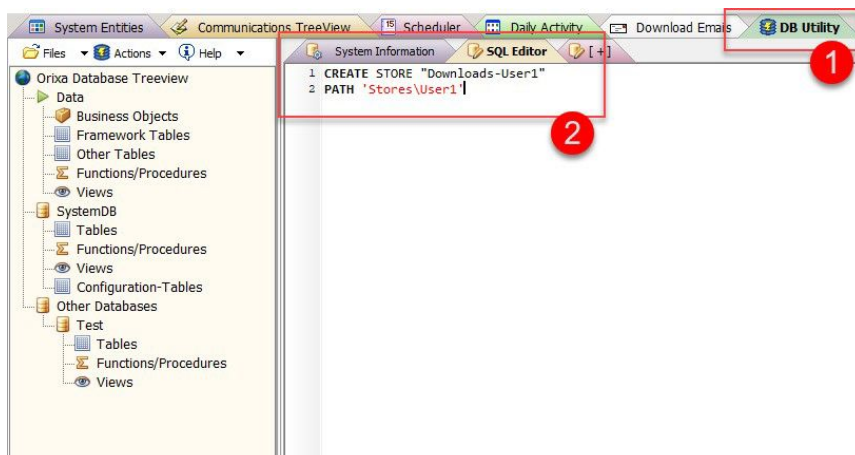 System Entities Communications TreeView Scheduler Daily Activity Download Emails DB Utility
Files Actions Help System Information SQL Editor [+]
1
Orixa Database Treeview
Data
Business Objects
Framework Tables
Other Tables
Functions/Procedures
Views
SystemDB
Tables
Functions/Procedures
Views
Configuration-Tables
Other Databases
Test
Tables
Functions/Procedures
Views
1 CREATE STORE "Downloads-User1"
2 PATH 'Stores\User1'
2